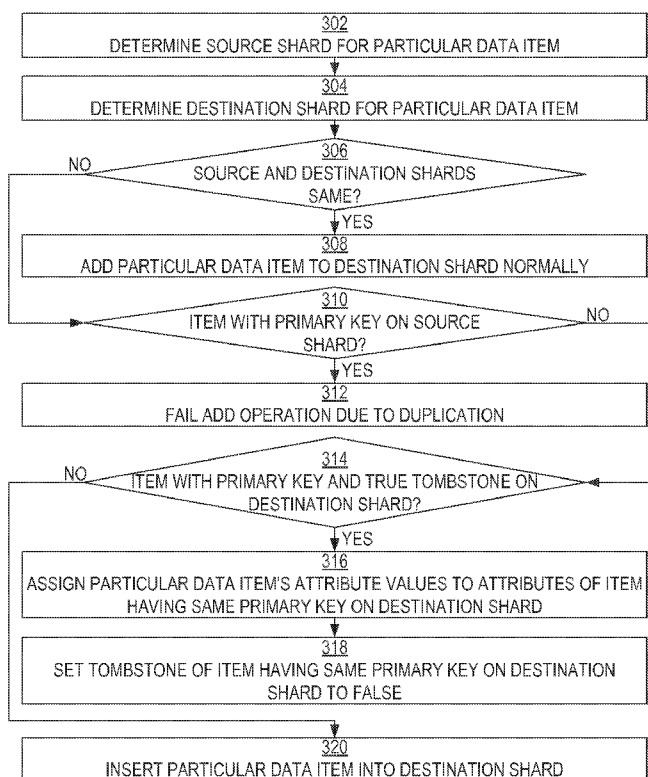 302
DETERMINE SOURCE SHARD FOR PARTICULAR DATA ITEM
304
DETERMINE DESTINATION SHARD FOR PARTICULAR DATA ITEM
306
NO
SOURCE AND DESTINATION SHARDS
SAME?
YES
308
ADD PARTICULAR DATA ITEM TO DESTINATION SHARD NORMALLY
310
ITEM WITH PRIMARY KEY ON SOURCE
NO
SHARD?
YES
312
FAIL ADD OPERATION DUE TO DUPLICATION
314
NO
ITEM WITH PRIMARY KEY AND TRUE TOMBSTONE ON
DESTINATION SHARD?
YES
316
ASSIGN PARTICULAR DATA ITEM'S ATTRIBUTE VALUES TO ATTRIBUTES OF ITEM
HAVING SAME PRIMARY KEY ON DESTINATION SHARD
318
SET TOMBSTONE OF ITEM HAVING SAME PRIMARY KEY ON DESTINATION
SHARD TO FALSE
320
INSERT PARTICULAR DATA ITEM INTO DESTINATION SHARD